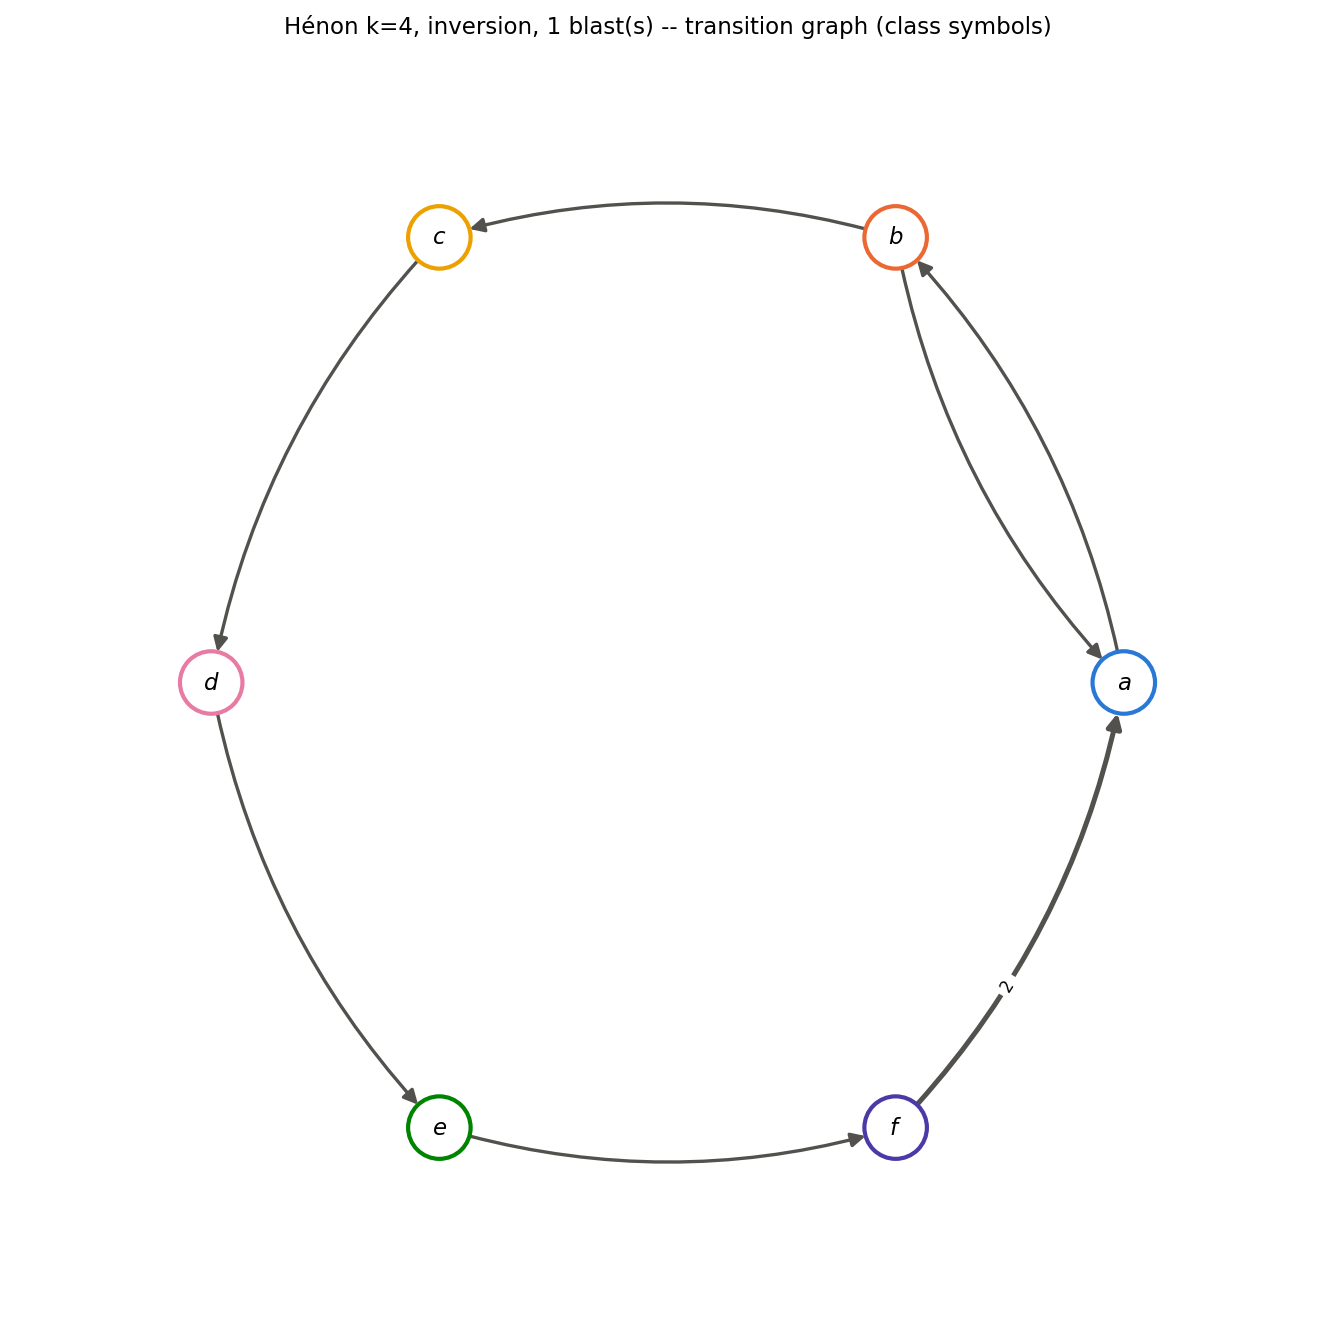 Hénon k=4, inversion, 1 blast(s) -- transition graph (class symbols)
c
b
d
a
2
e
f